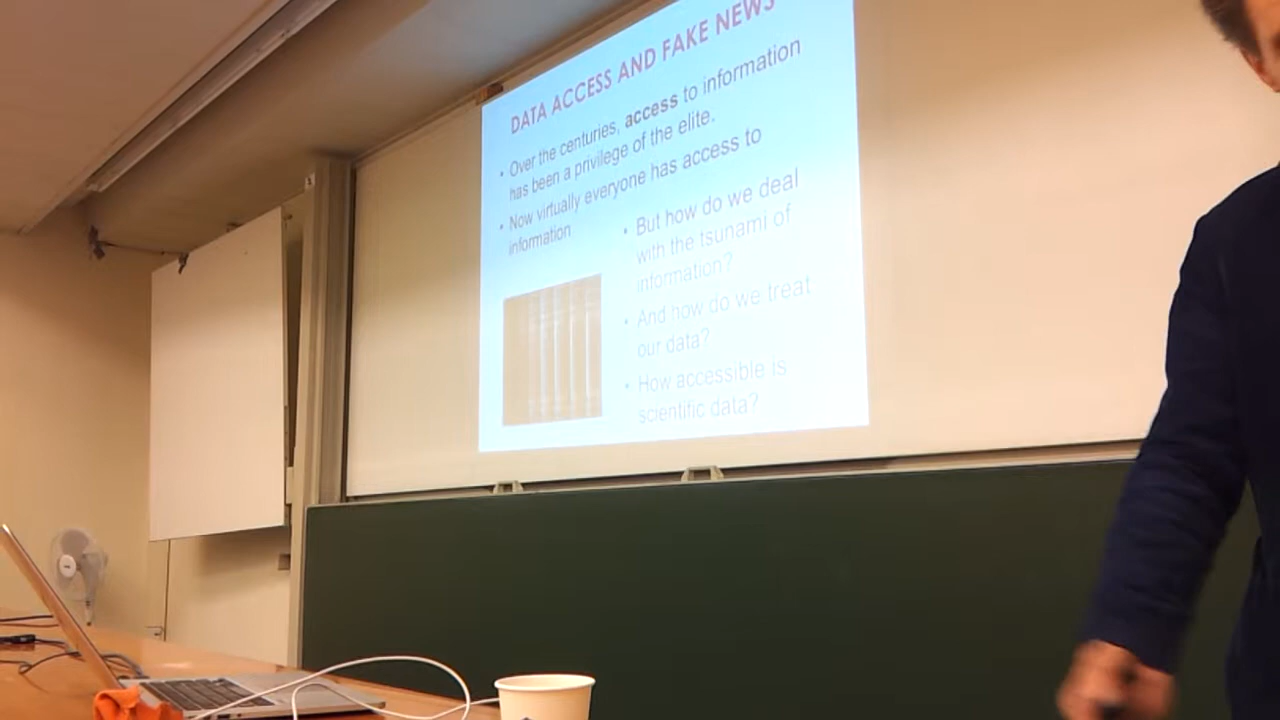 DATA ACCESS AND FAKE NEWS
• Over the centuries, access to information
has been a privilege of the elite.
• Now virtually everyone has access to
information
• But how do we deal
with the tsunami of
information?
• And how do we treat
our data?
• How accessible is
scientific data?